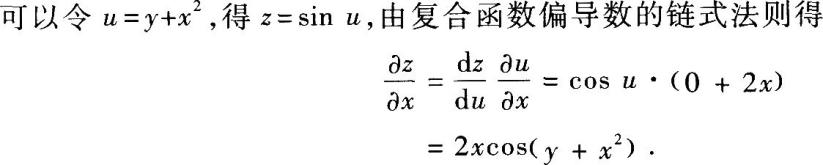 可以令 u=y+x²,得 z=sin u,由复合函数偏导数的链式法则得
∂z/∂x = dz/du ∂u/∂x = cos u·(0 + 2x)
= 2xcos(y + x²).